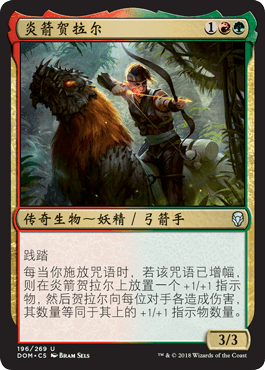 炎箭贺拉尔
1
传奇生物～妖精／弓箭手
践踏
每当你施放咒语时，若该咒语已增幅，
则在炎箭贺拉尔上放置一个+1/+1指示
物，然后贺拉尔向每位对手各造成伤害，
其数量等同于其上的+1/+1指示物数量。
3/3
196/269 U
DOM • CS BRAM SELS
™ & © 2018 Wizards of the Coast